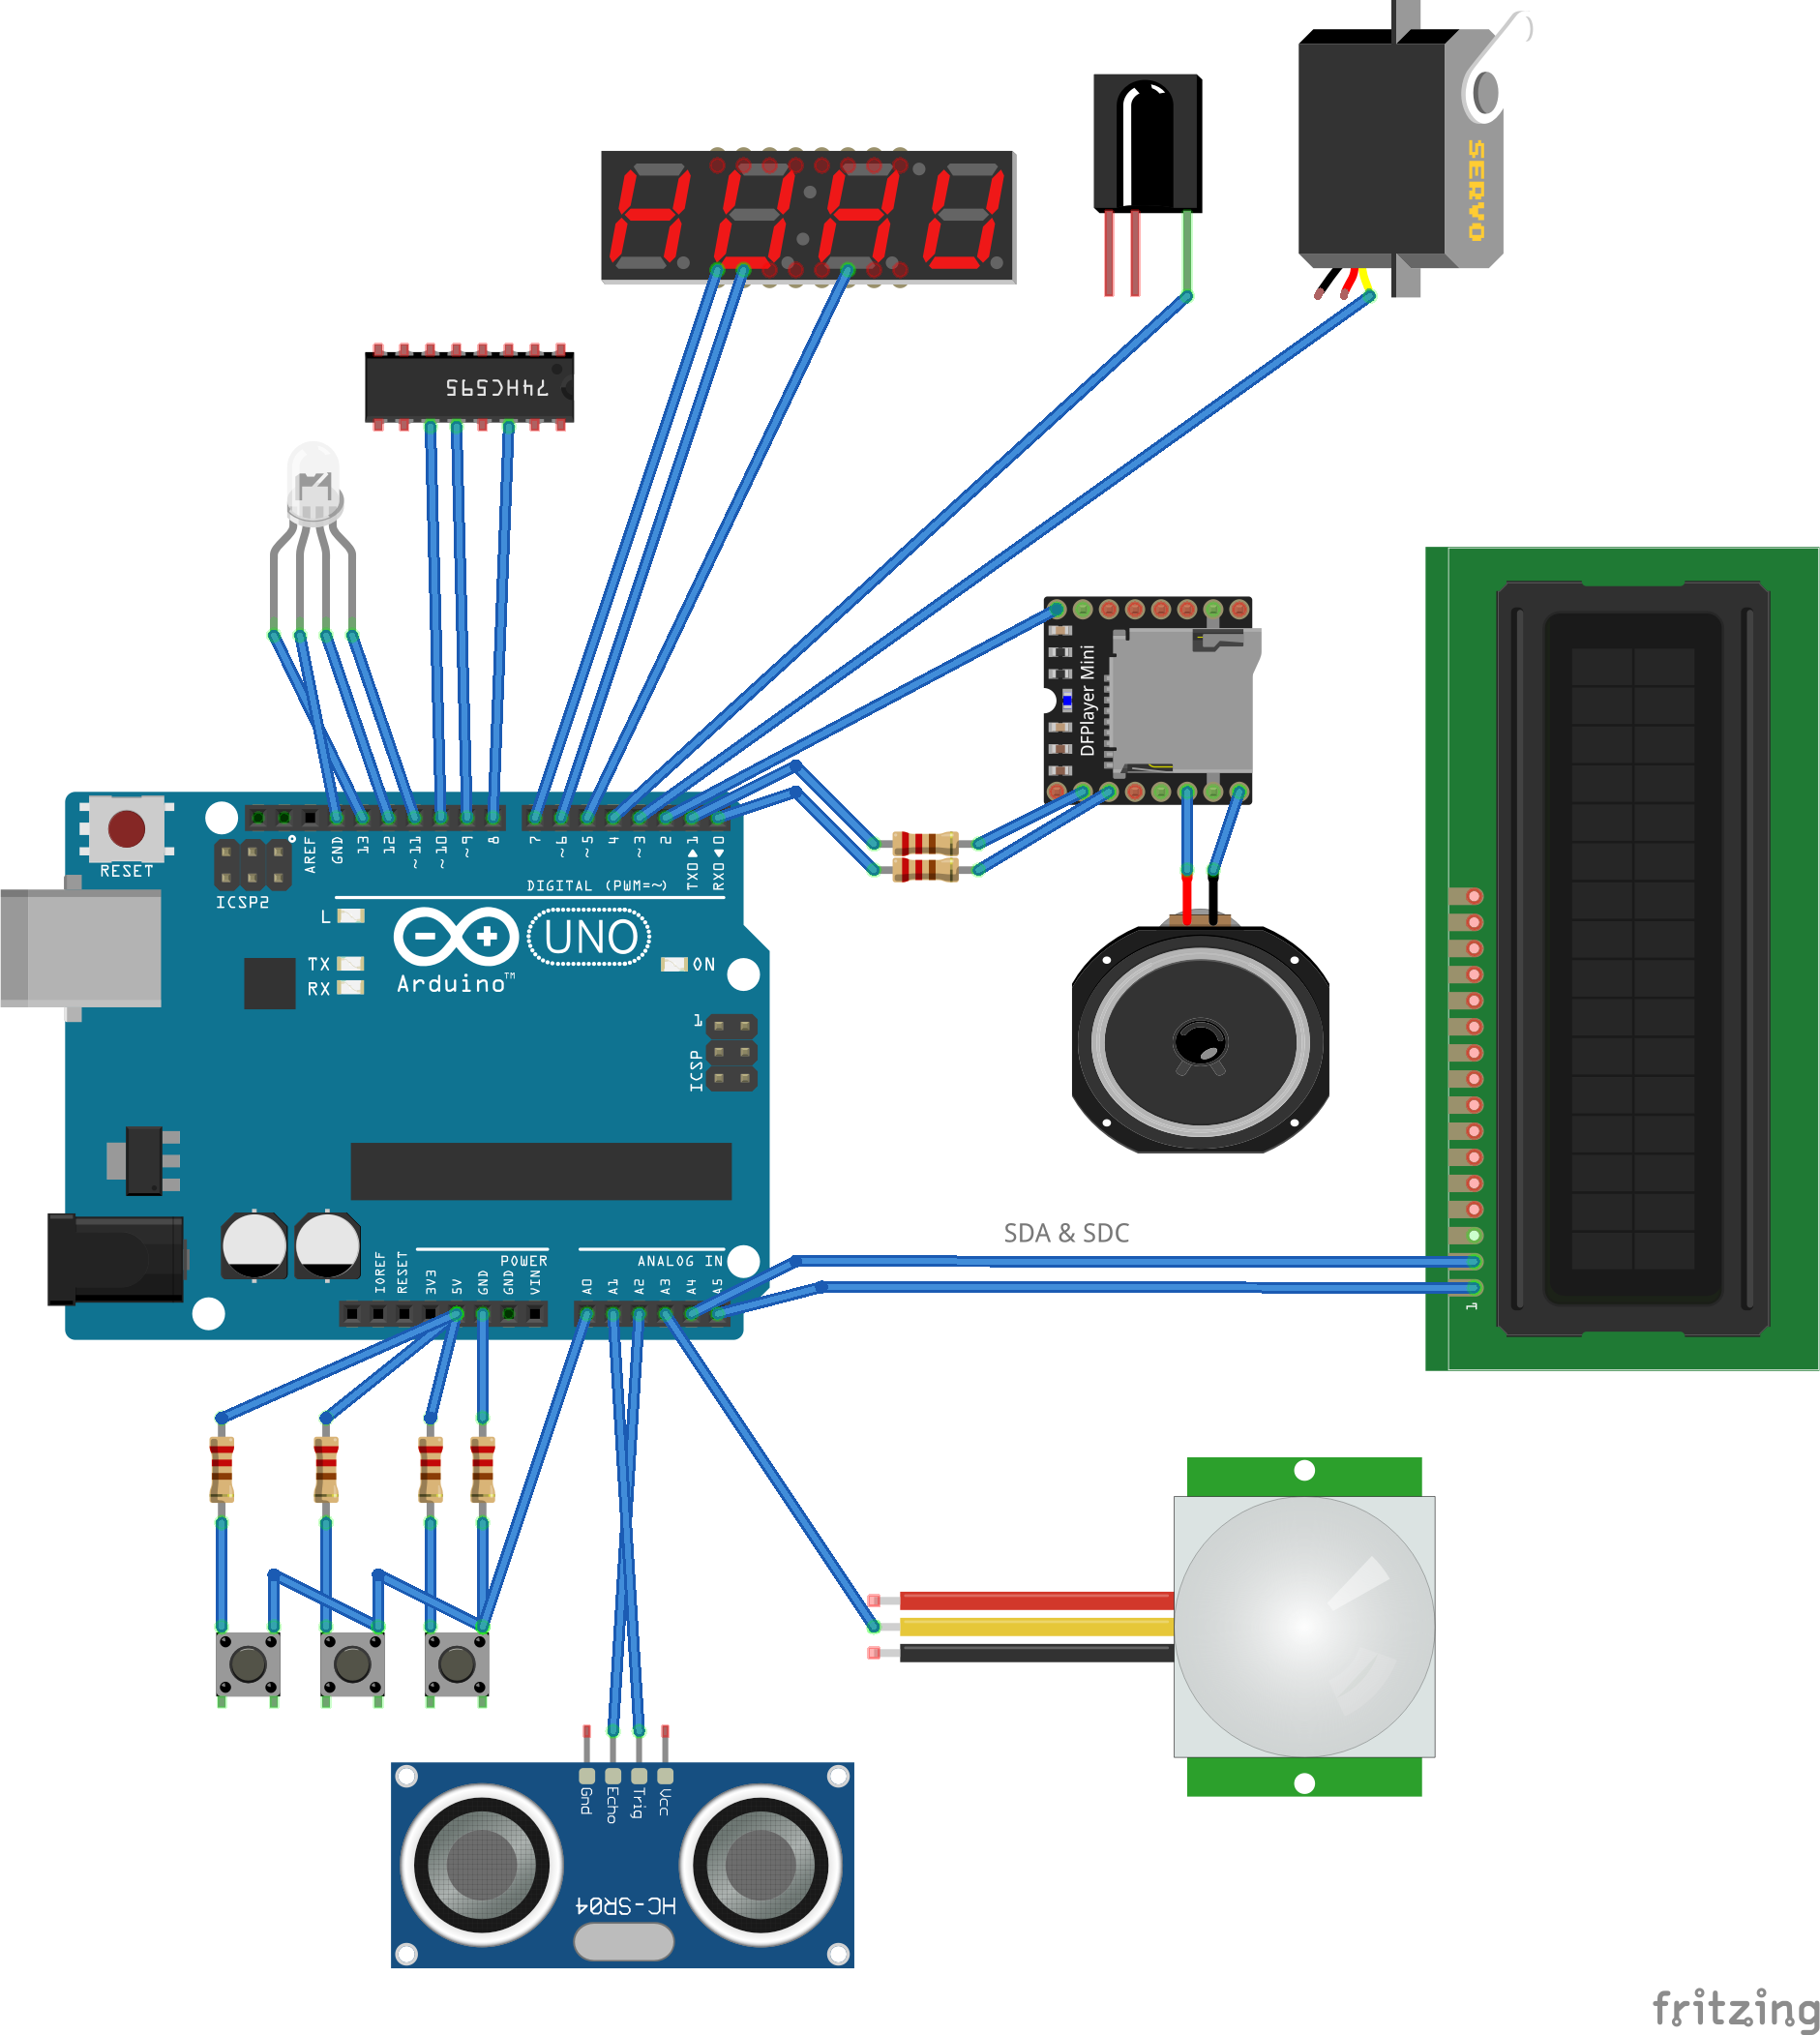 SERVO
74HC595
DFPlayer Mini
RESET
ICSP2
AREF
GND
13
12
~11
~10
~9
8
7
~6
~5
4
~3
2
TX0▶1
RX0◀0
DIGITAL (PWM=~)
L
TX
RX
UNO
Arduino™
ON
1
ICSP
SDA & SDC
POWER
ANALOG IN
IOREF
RESET
3V3
5V
GND
GND
VIN
A0
A1
A2
A3
A4
A5
1
Gnd
Echo
Trig
Vcc
HC-SR04
fritzing